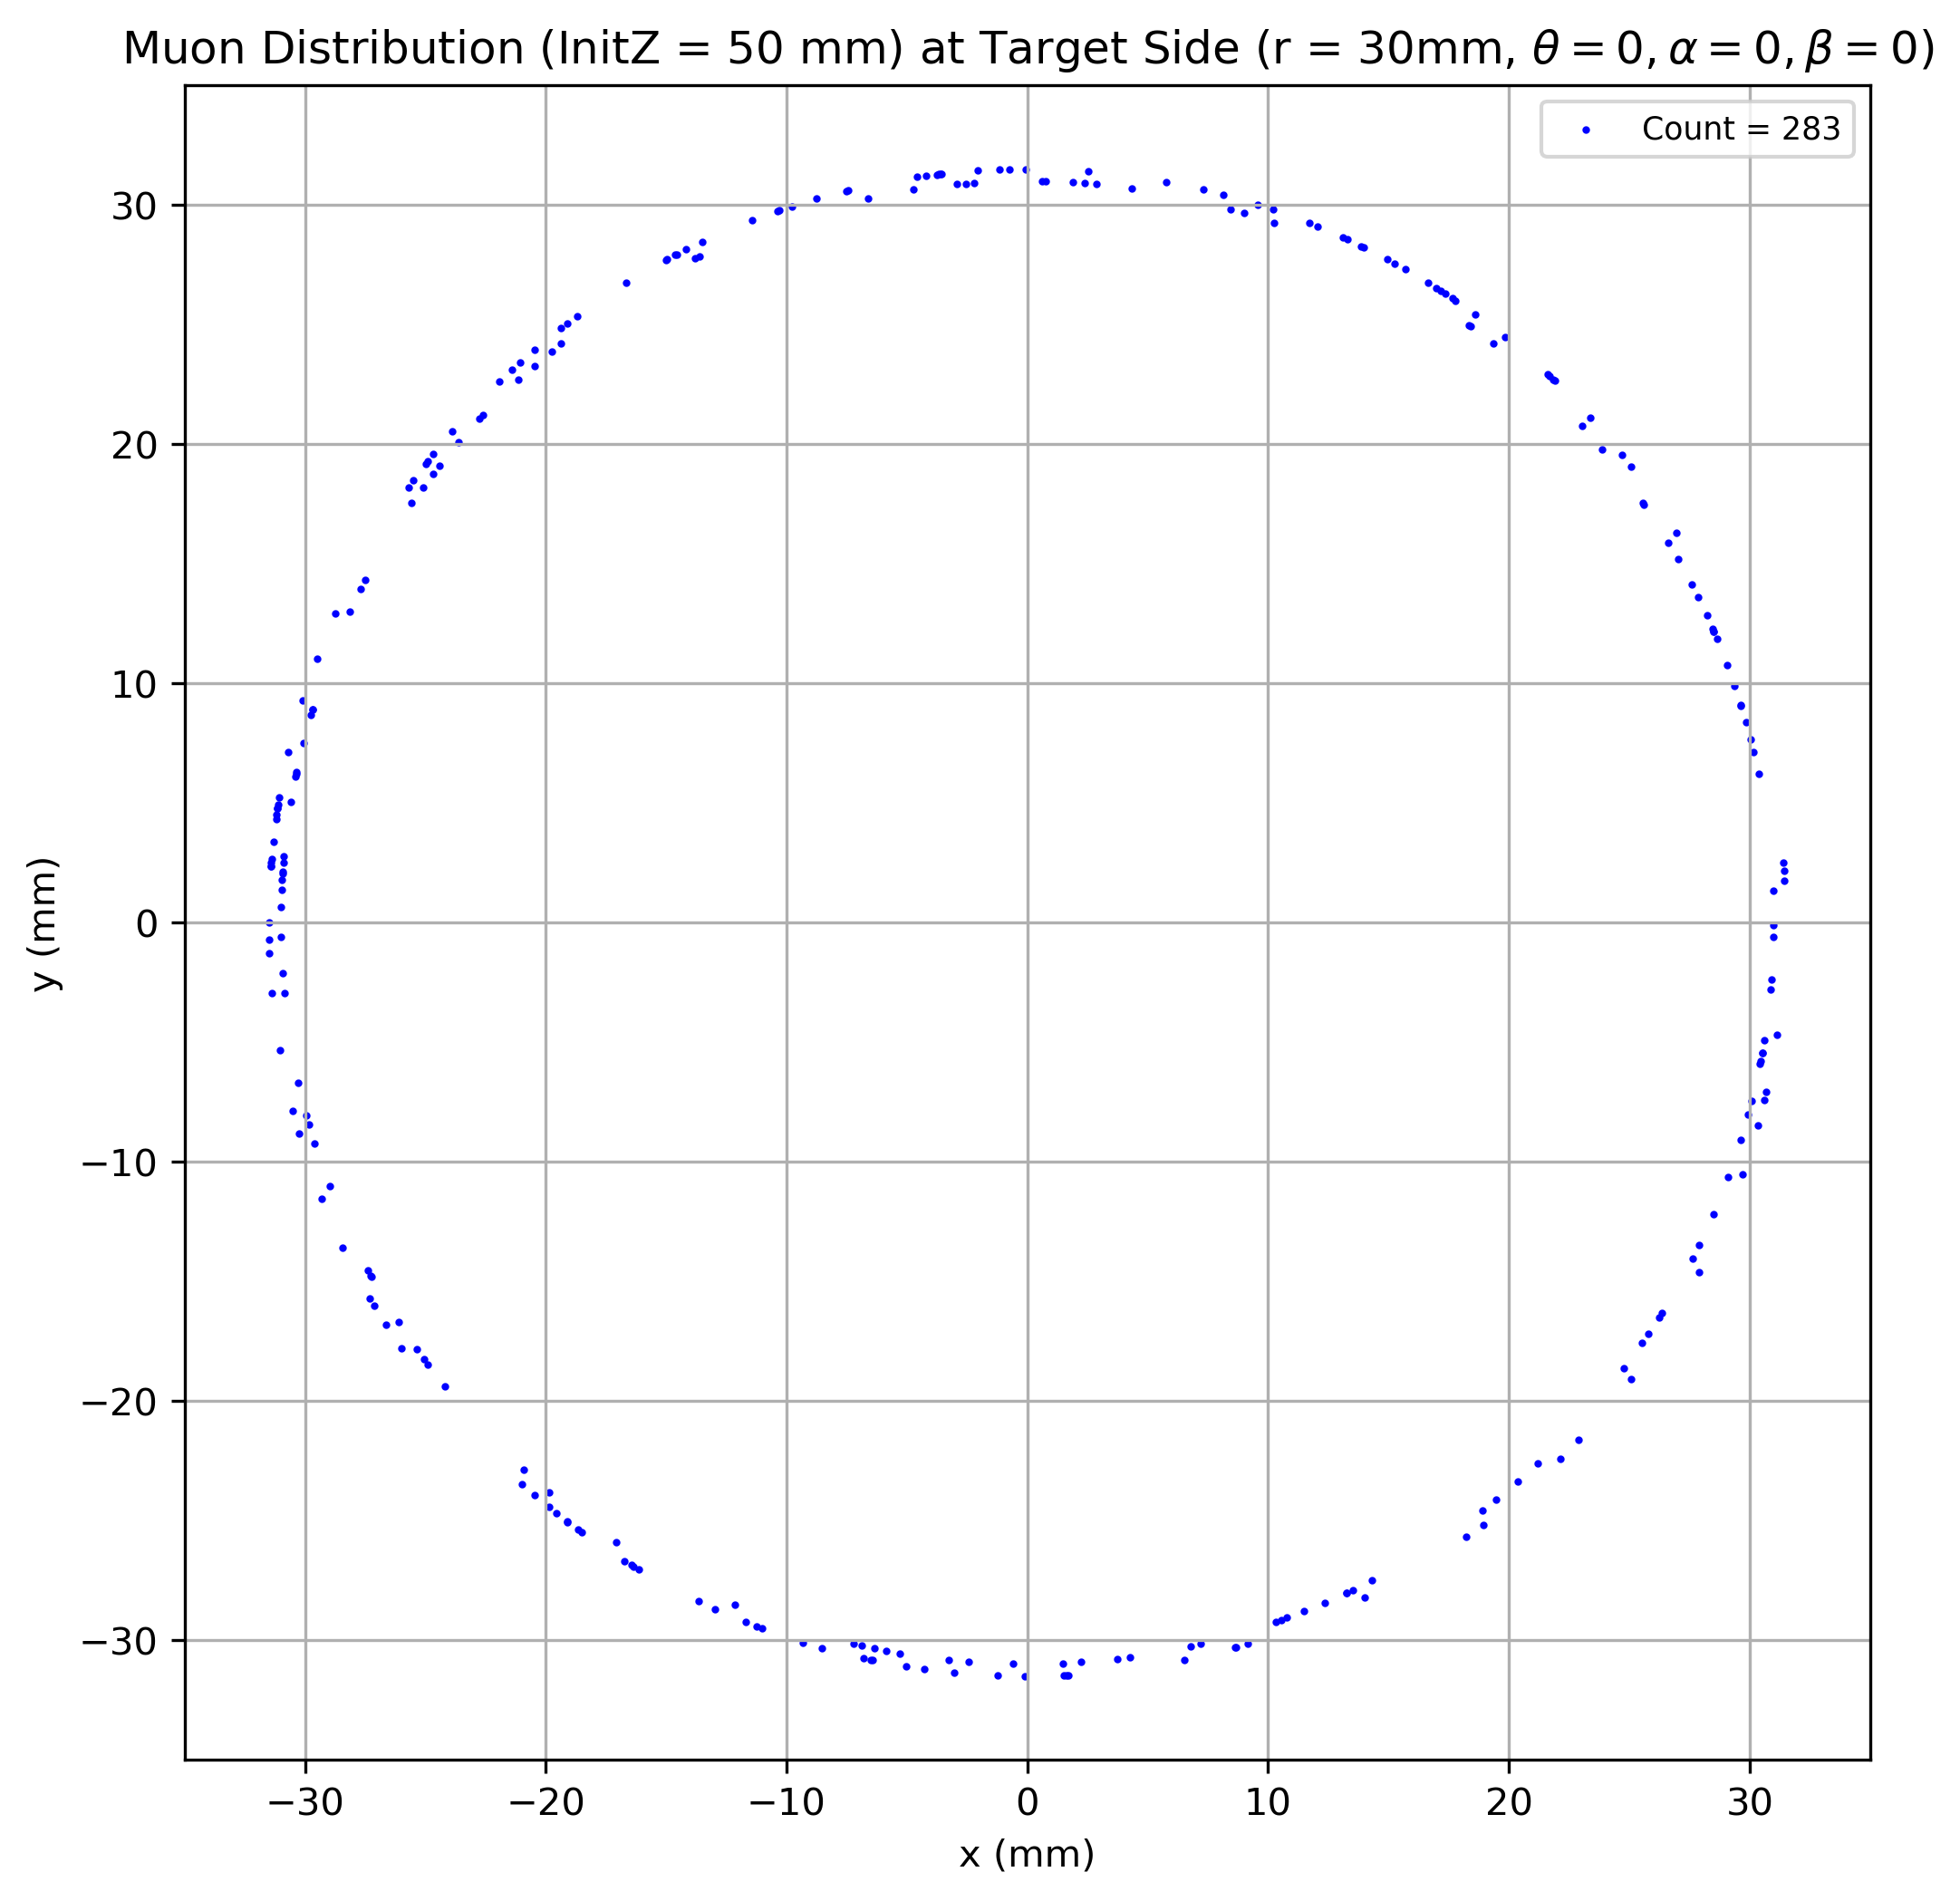 Muon Distribution (InitZ = 50 mm) at Target Side (r = 30mm, θ = 0, α = 0, β = 0)
Count = 283
30
20
10
0
−10
−20
−30
y (mm)
−30 −20 −10 0 10 20 30
x (mm)